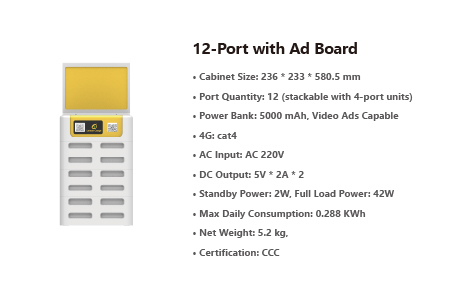 12-Port with Ad Board
• Cabinet Size: 236 * 233 * 580.5 mm
• Port Quantity: 12 (stackable with 4-port units)
• Power Bank: 5000 mAh, Video Ads Capable
• 4G: cat4
• AC Input: AC 220V
• DC Output: 5V * 2A * 2
• Standby Power: 2W, Full Load Power: 42W
• Max Daily Consumption: 0.288 KWh
• Net Weight: 5.2 kg,
• Certification: CCC